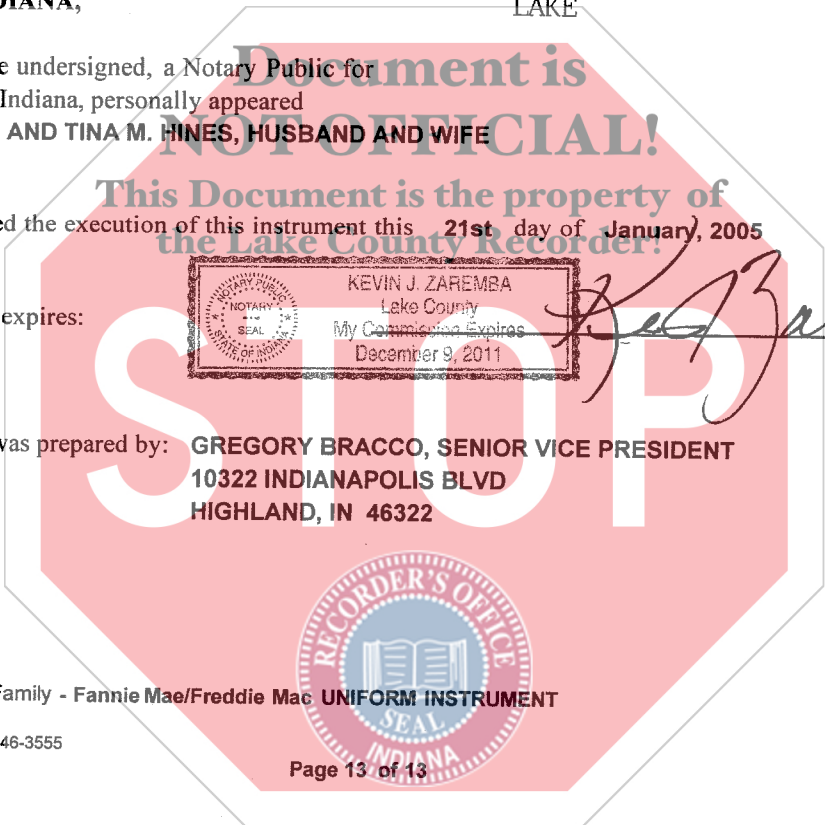 DIANA,
LAKE
e undersigned, a Notary Public for
Indiana, personally appeared
AND TINA M. HINES, HUSBAND AND WIFE
Document is
NOT OFFICIAL!
This Document is the property of
the Lake County Recorder!
ed the execution of this instrument this 21st day of January, 2005
NOTARY PUBLIC
NOTARY
SEAL
STATE OF INDIANA
KEVIN J. ZAREMBA
Lake County
My Commission Expires
December 9, 2011
expires:
STOP
was prepared by: GREGORY BRACCO, SENIOR VICE PRESIDENT
10322 INDIANAPOLIS BLVD
HIGHLAND, IN 46322
RECORDER'S OFFICE
SEAL
INDIANA
Family - Fannie Mae/Freddie Mac UNIFORM INSTRUMENT
46-3555
Page 13 of 13